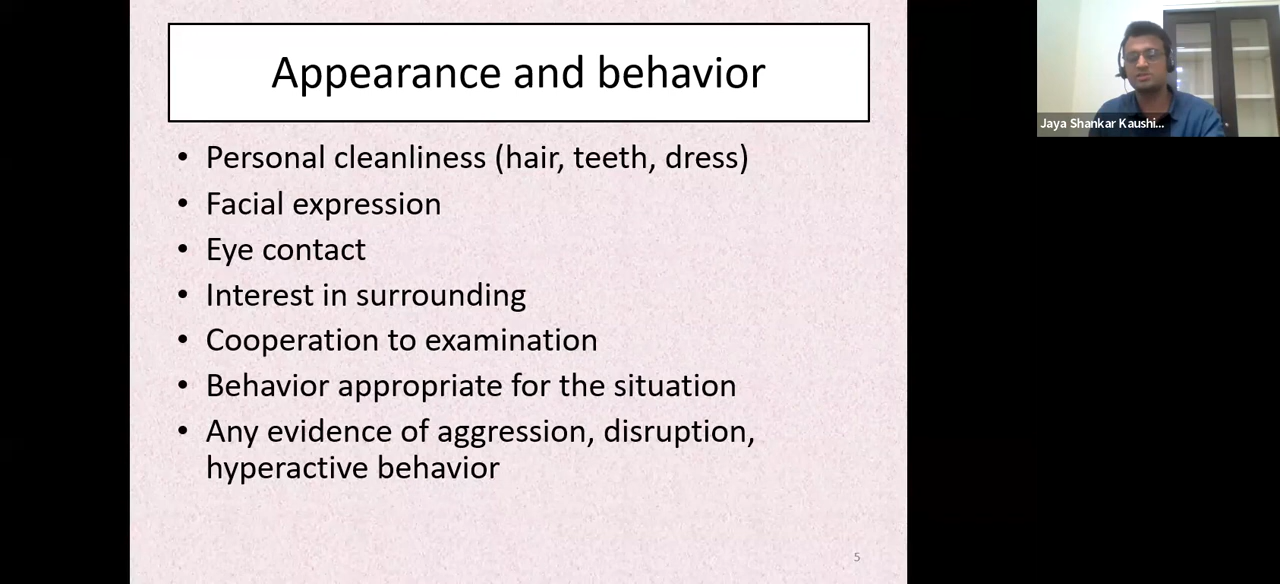 Appearance and behavior
• Personal cleanliness (hair, teeth, dress)
• Facial expression
• Eye contact
• Interest in surrounding
• Cooperation to examination
• Behavior appropriate for the situation
• Any evidence of aggression, disruption,
hyperactive behavior
5
Jaya Shankar Kaushi...